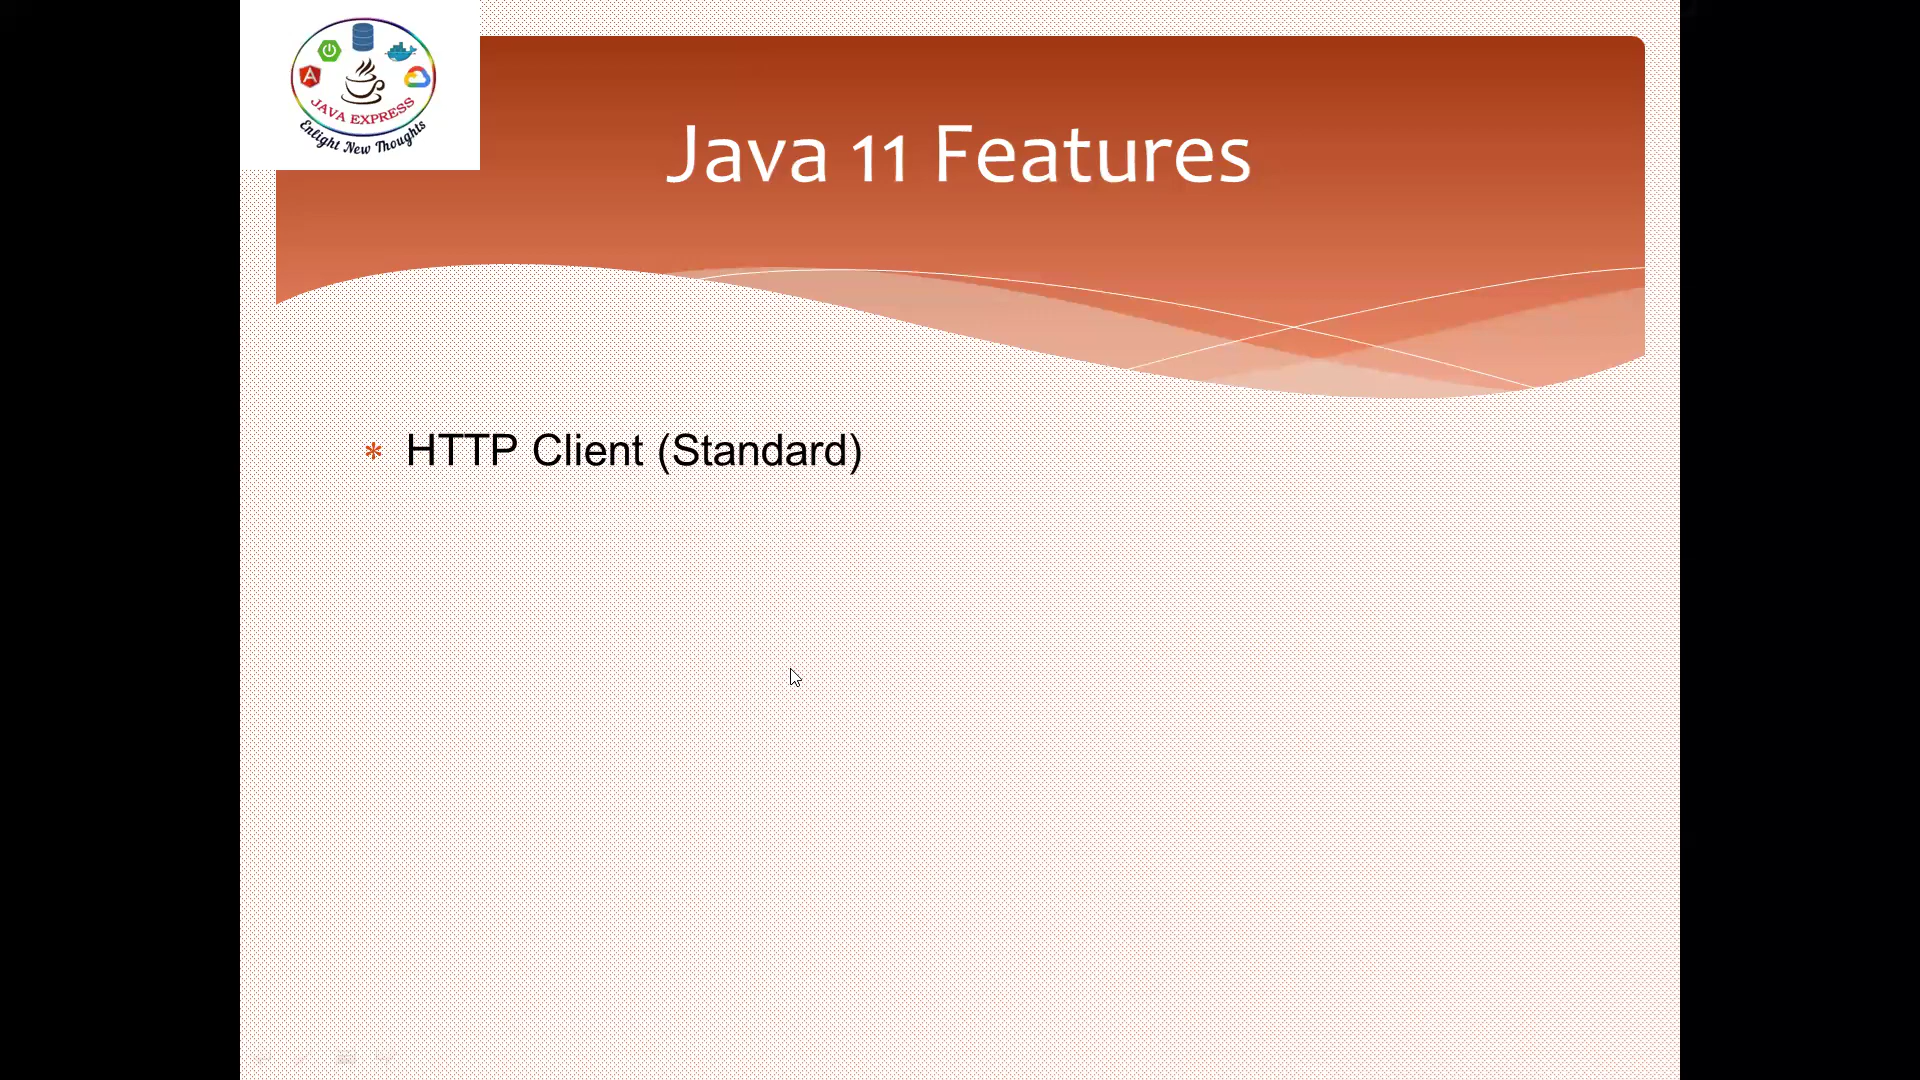 JAVA EXPRESS
Enlight New Thoughts
Java 11 Features
* HTTP Client (Standard)